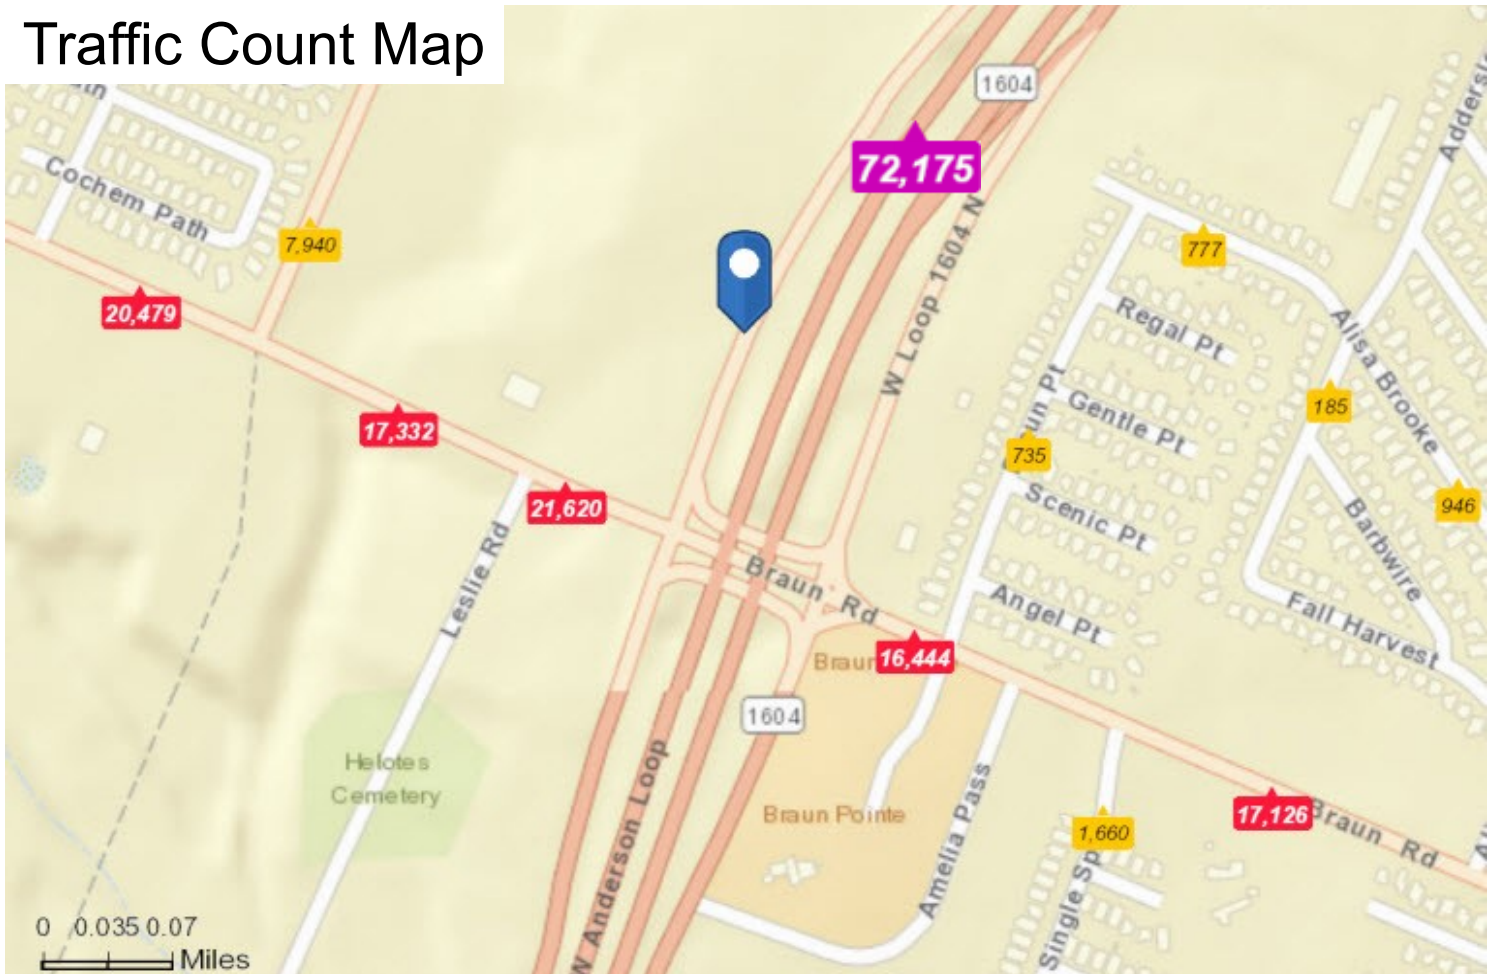 Traffic Count Map
1604
72,175
Cochem Path
7,940
20,479
W Loop 1604 N
777
Regal Pt
Alisa Brooke
17,332
Gentle Pt
185
735
21,620
Scenic Pt
Barbwire
946
Leslie Rd
Braun Rd
Angel Pt
Fall Harvest
16,444
1604
Helotes
Cemetery
W Anderson Loop
Braun Pointe
Amelia Pass
1,660
17,126
Braun Rd
0 0.035 0.07
Miles